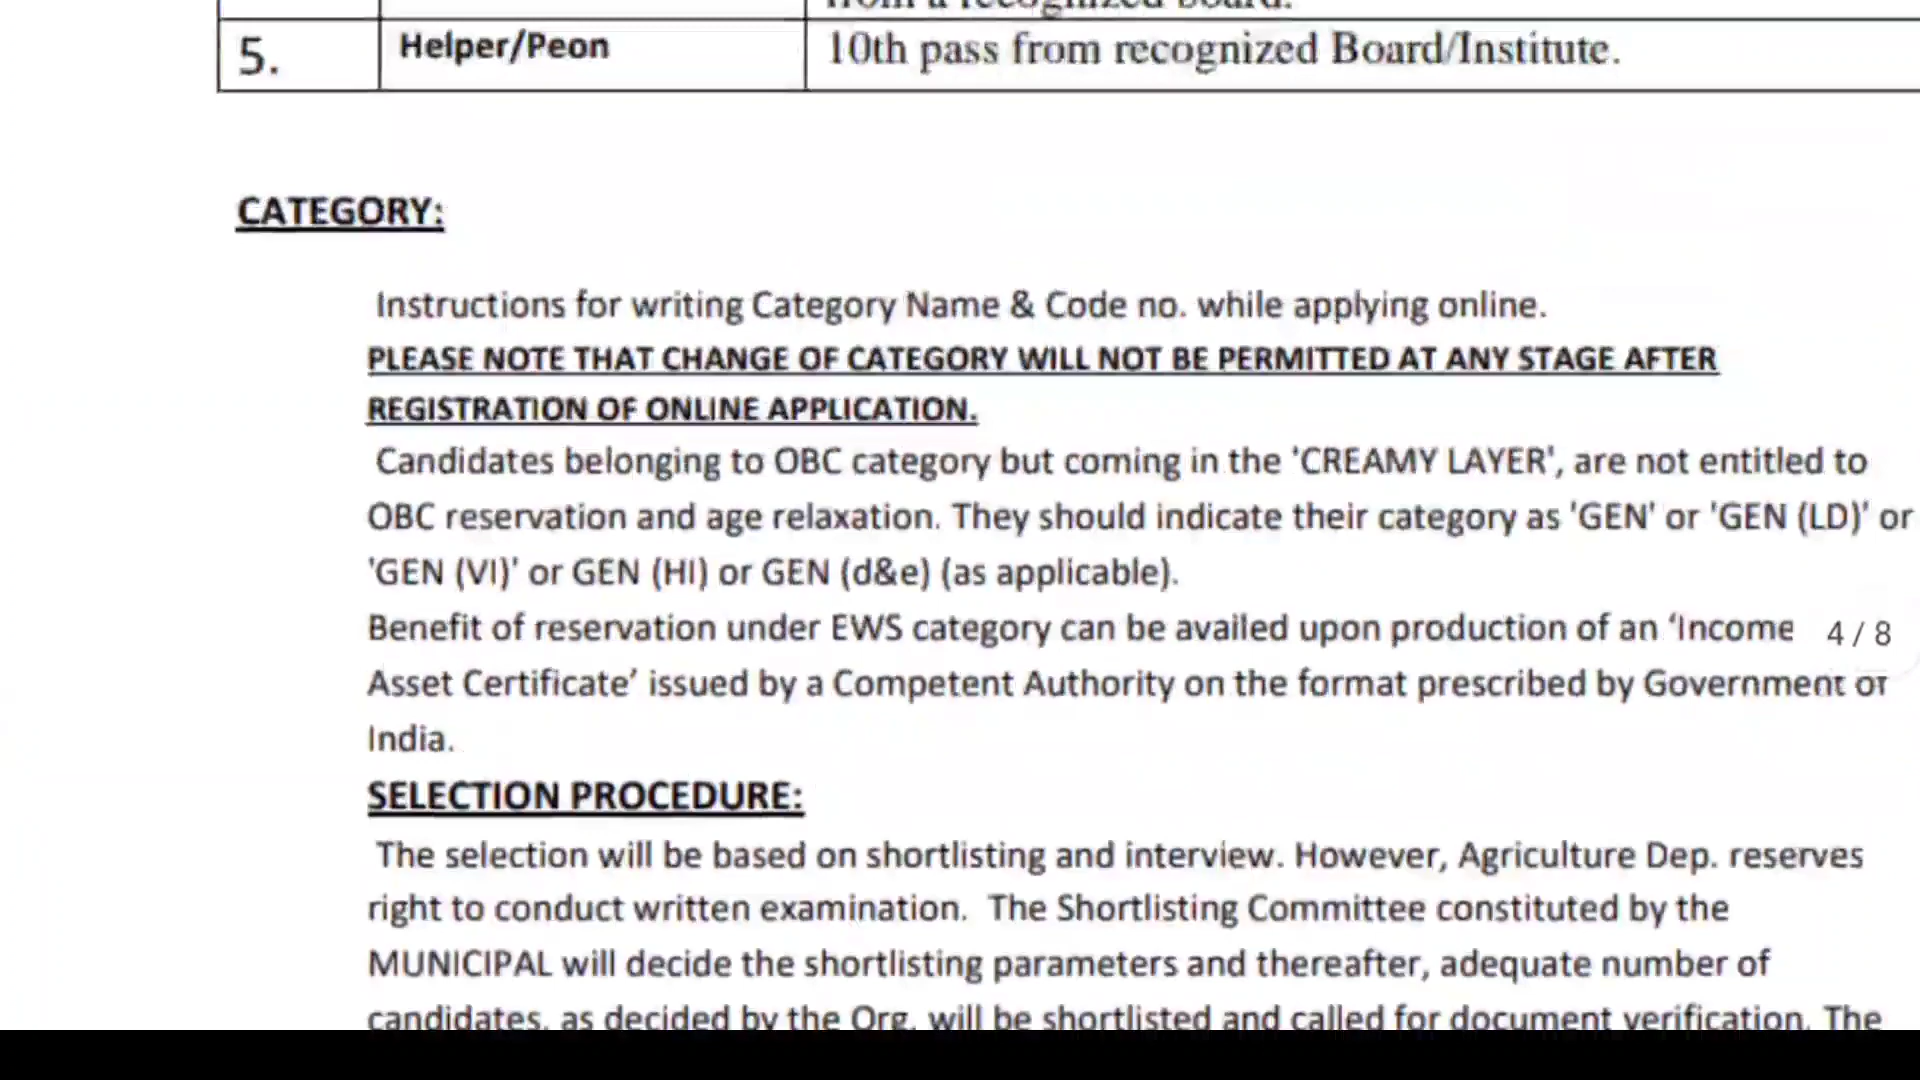 from a recognized board.
5. Helper/Peon 10th pass from recognized Board/Institute.
CATEGORY:
Instructions for writing Category Name & Code no. while applying online.
PLEASE NOTE THAT CHANGE OF CATEGORY WILL NOT BE PERMITTED AT ANY STAGE AFTER
REGISTRATION OF ONLINE APPLICATION.
Candidates belonging to OBC category but coming in the 'CREAMY LAYER', are not entitled to
OBC reservation and age relaxation. They should indicate their category as 'GEN' or 'GEN (LD)' or
'GEN (VI)' or GEN (HI) or GEN (d&e) (as applicable).
Benefit of reservation under EWS category can be availed upon production of an ‘Income
4 / 8
Asset Certificate’ issued by a Competent Authority on the format prescribed by Government of
India.
SELECTION PROCEDURE:
The selection will be based on shortlisting and interview. However, Agriculture Dep. reserves
right to conduct written examination. The Shortlisting Committee constituted by the
MUNICIPAL will decide the shortlisting parameters and thereafter, adequate number of
candidates, as decided by the Org. will be shortlisted and called for document verification. The